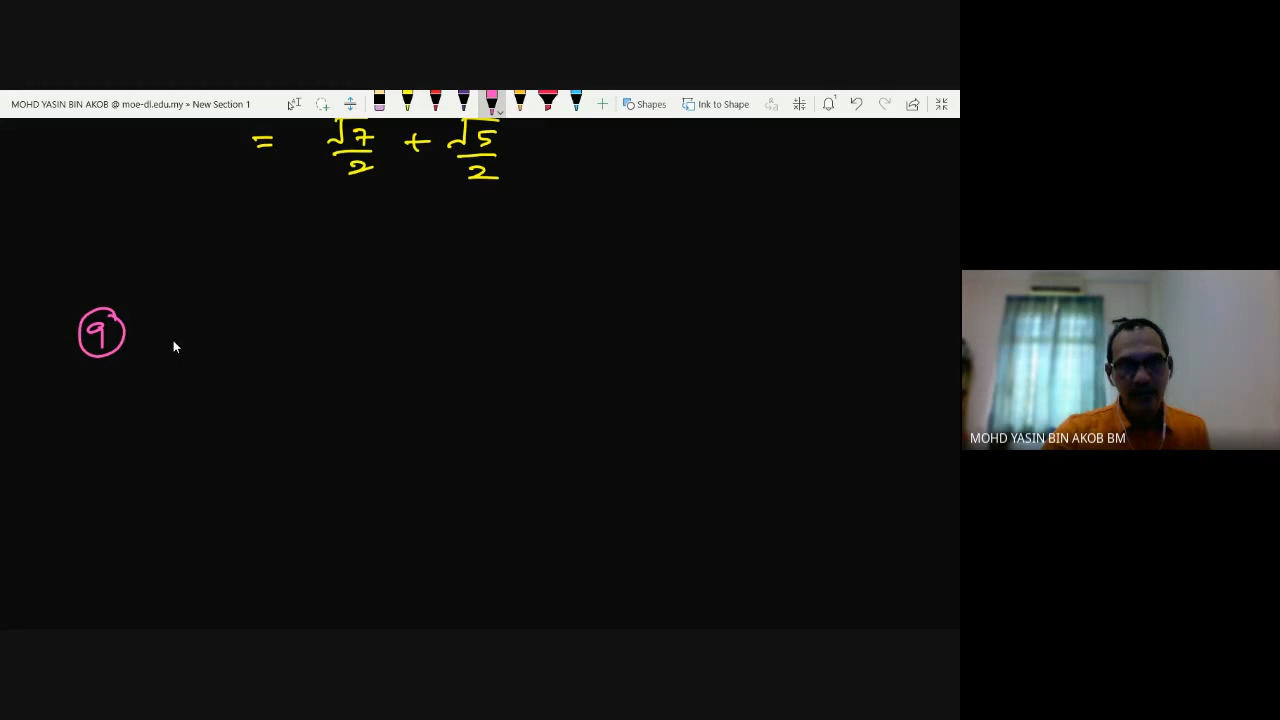 MOHD YASIN BIN AKOB @ moe-dl.edu.my » New Section 1
Shapes
Ink to Shape
= √7/2 + √5/2
9
MOHD YASIN BIN AKOB BM